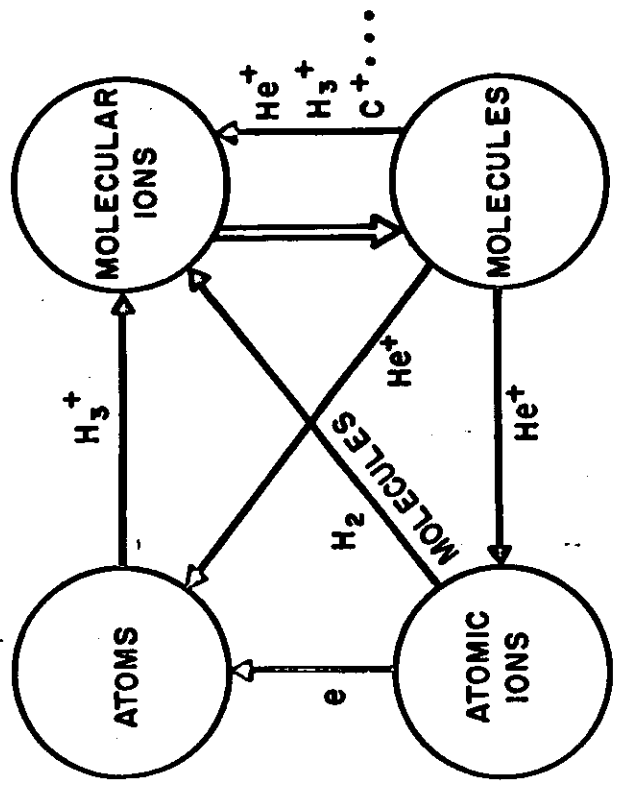 H₃⁺
ATOMS
MOLECULAR
IONS
e
H₂
MOLECULES
He⁺
He⁺
H₃⁺
C⁺...
ATOMIC
IONS
He⁺
MOLECULES